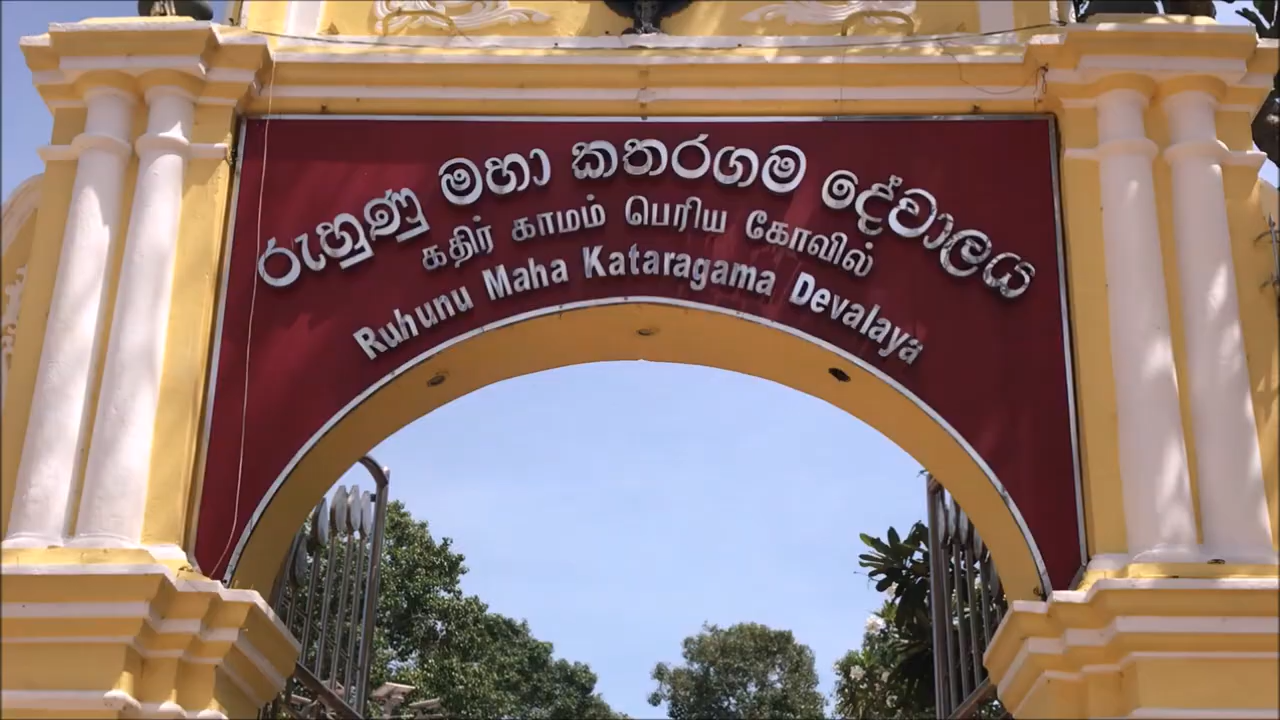 රුහුණු මහා කතරගම දේවාලය
கதிர் காமம் பெரிய கோவில்
Ruhunu Maha Kataragama Devalaya